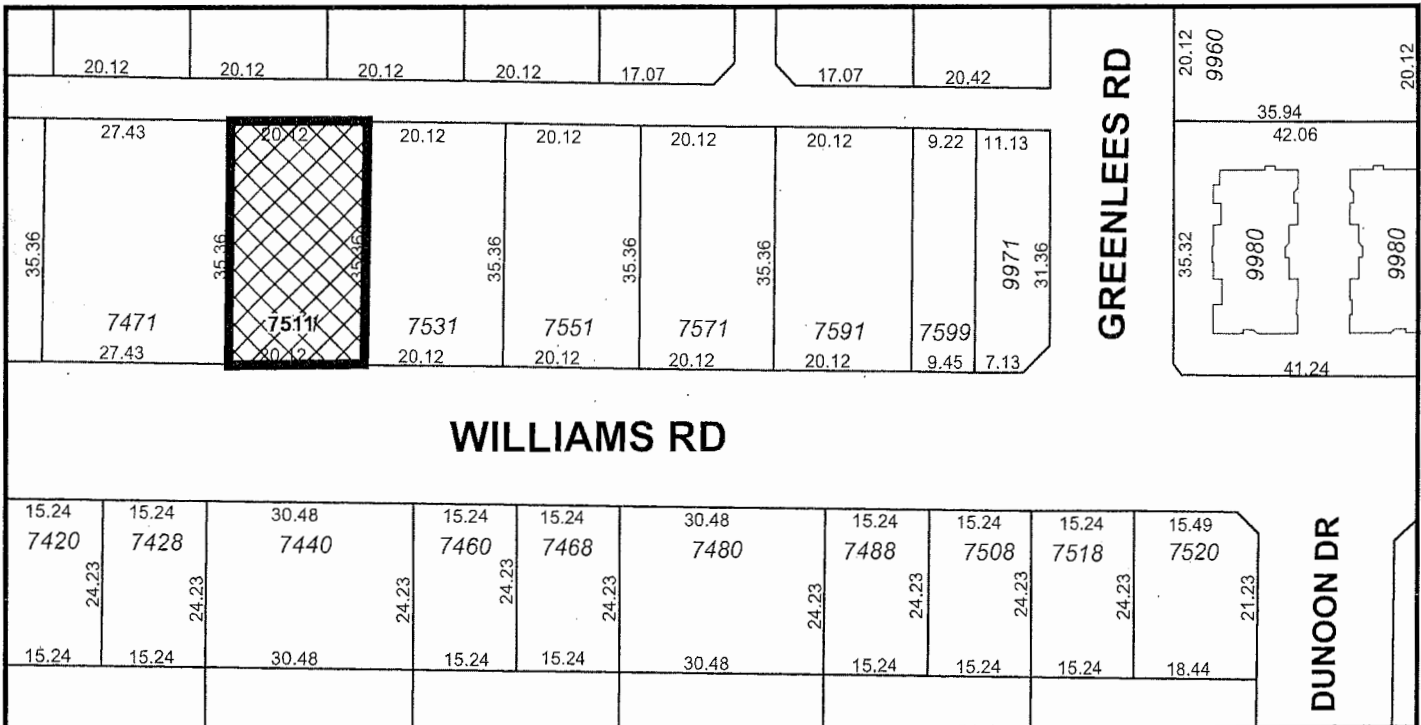 20.12 20.12 20.12 20.12 17.07 17.07 20.42
20.12 9960 20.12
35.94
27.43 20.12 20.12 20.12 20.12 20.12 9.22 11.13
42.06
35.36 35.36 35.36 35.36 35.36 35.36 9971 31.36
GREENLEES RD
35.32 9980 9980
7471 7511 7531 7551 7571 7591 7599
27.43 20.12 20.12 20.12 20.12 20.12 9.45 7.13
41.24
WILLIAMS RD
15.24 15.24 30.48 15.24 15.24 30.48 15.24 15.24 15.24 15.49
7420 7428 7440 7460 7468 7480 7488 7508 7518 7520
24.23 24.23 24.23 24.23 24.23 24.23 24.23 24.23 24.23 21.23
15.24 15.24 30.48 15.24 15.24 30.48 15.24 15.24 15.24 18.44
DUNOON DR